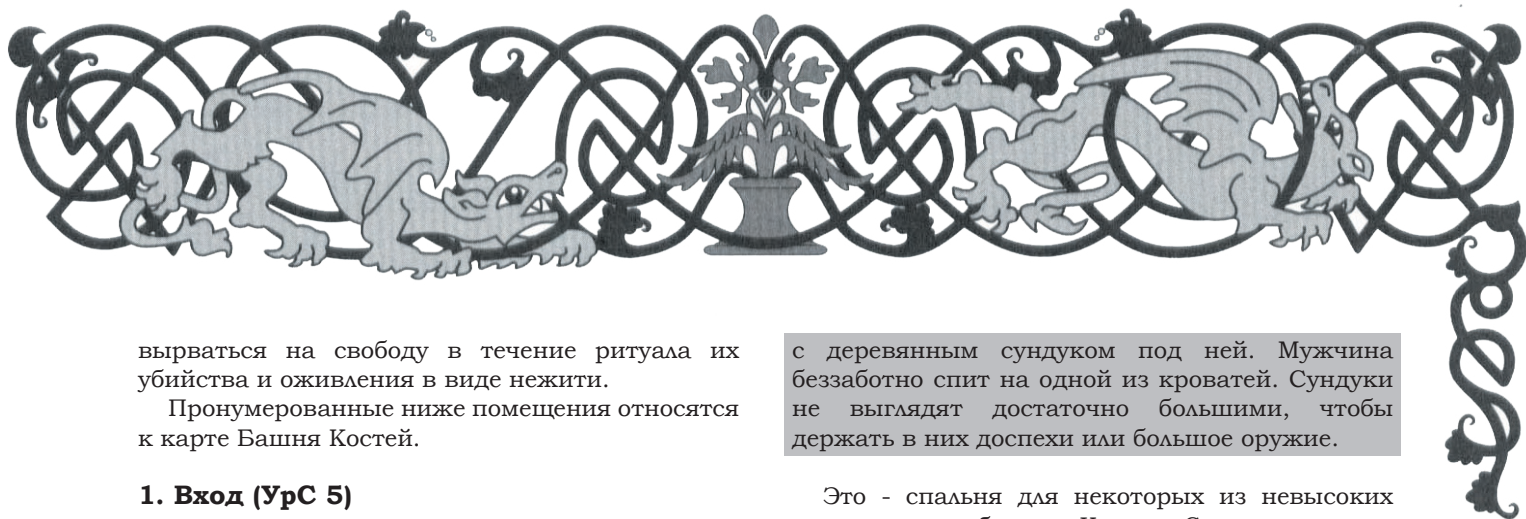 вырваться на свободу в течение ритуала их
убийства и оживления в виде нежити.
Пронумерованные ниже помещения относятся
к карте Башня Костей.
1. Вход (УрС 5)
с деревянным сундуком под ней. Мужчина
беззаботно спит на одной из кроватей. Сундуки
не выглядят достаточно большими, чтобы
держать в них доспехи или большое оружие.
Это - спальня для некоторых из невысоких